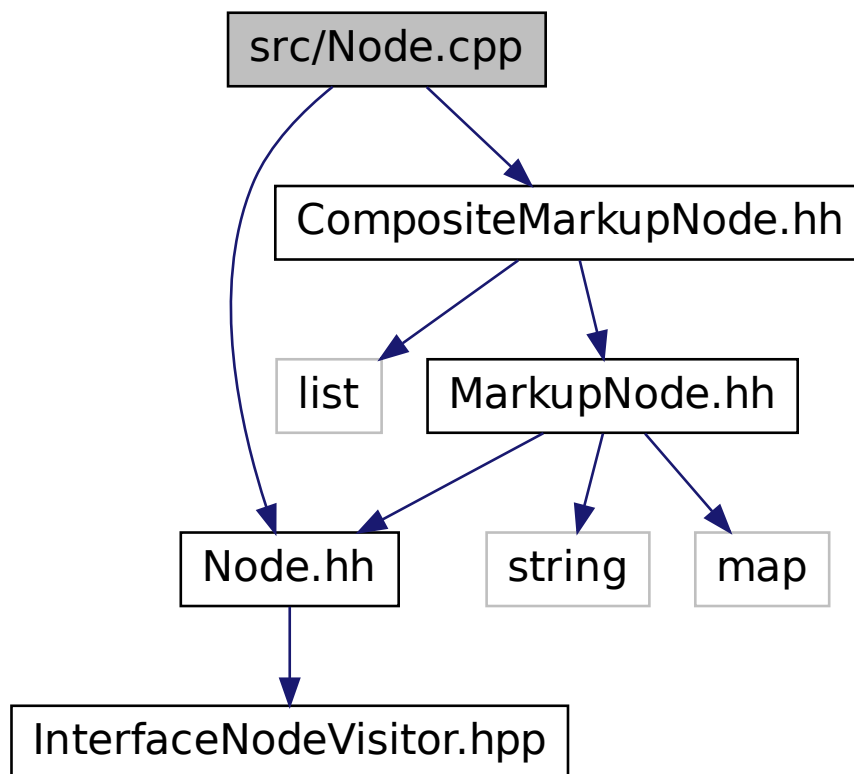 src/Node.cpp
CompositeMarkupNode.hh
list
MarkupNode.hh
Node.hh
string
map
InterfaceNodeVisitor.hpp